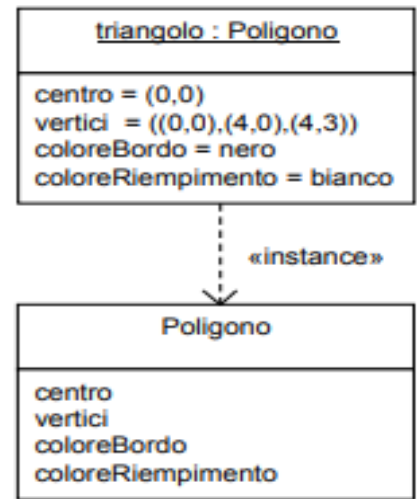 triangolo : Poligono
centro = (0,0)
vertici = ((0,0),(4,0),(4,3))
coloreBordo = nero
coloreRiempimento = bianco
«instance»
Poligono
centro
vertici
coloreBordo
coloreRiempimento